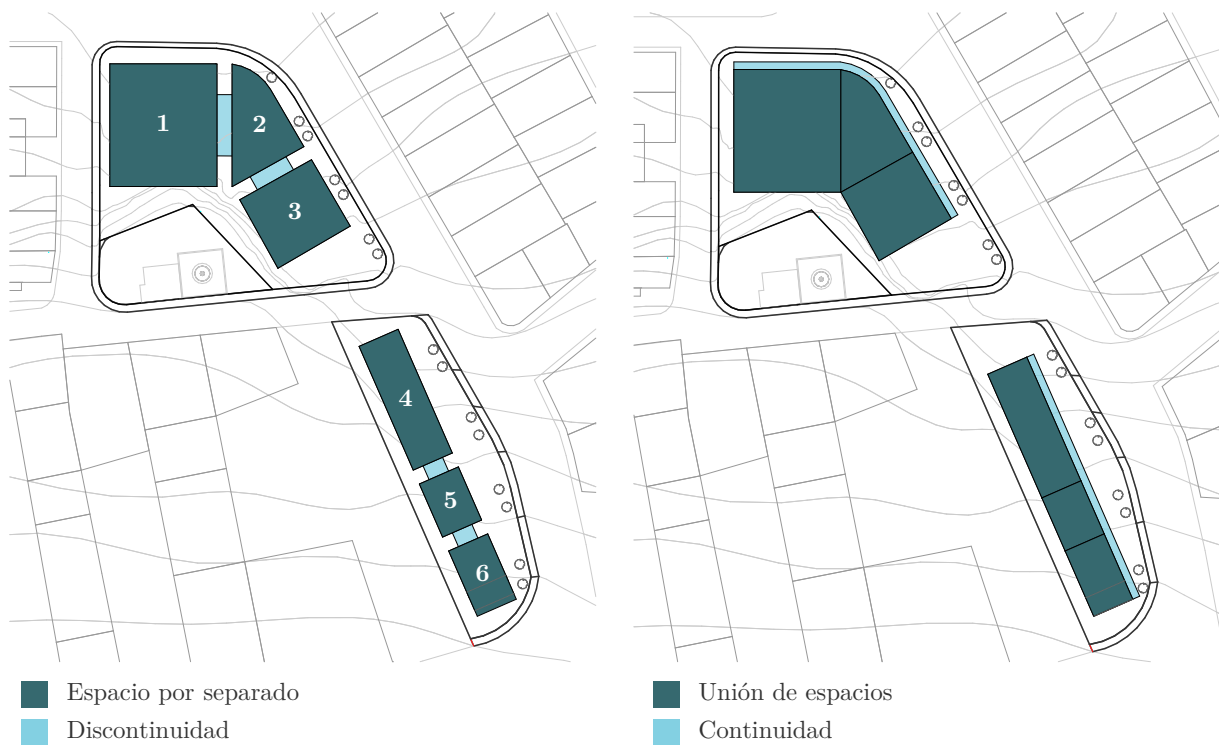 1
2
3
4
5
6
Espacio por separado
Discontinuidad
Unión de espacios
Continuidad